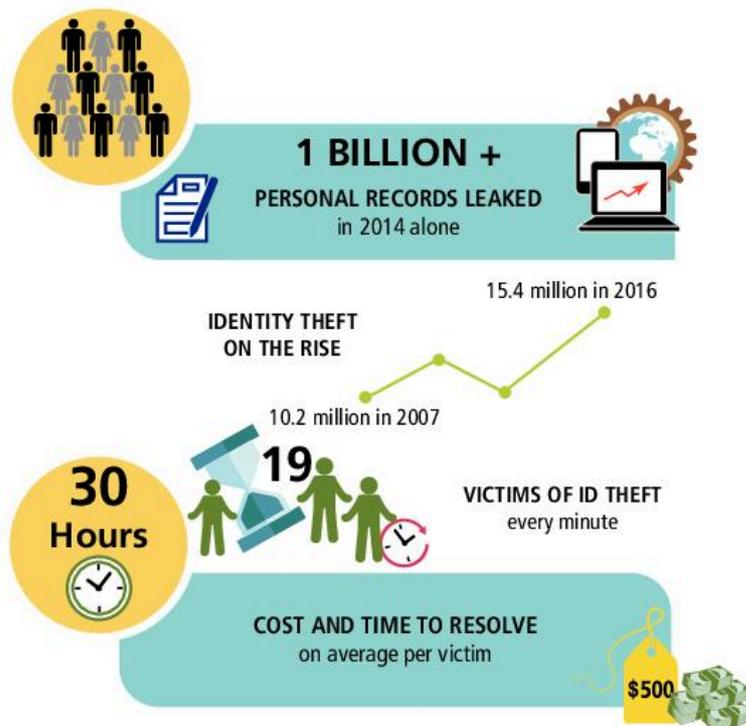 1 BILLION +
PERSONAL RECORDS LEAKED
in 2014 alone
15.4 million in 2016
IDENTITY THEFT
ON THE RISE
10.2 million in 2007
19
VICTIMS OF ID THEFT
every minute
30
Hours
COST AND TIME TO RESOLVE
on average per victim
$500